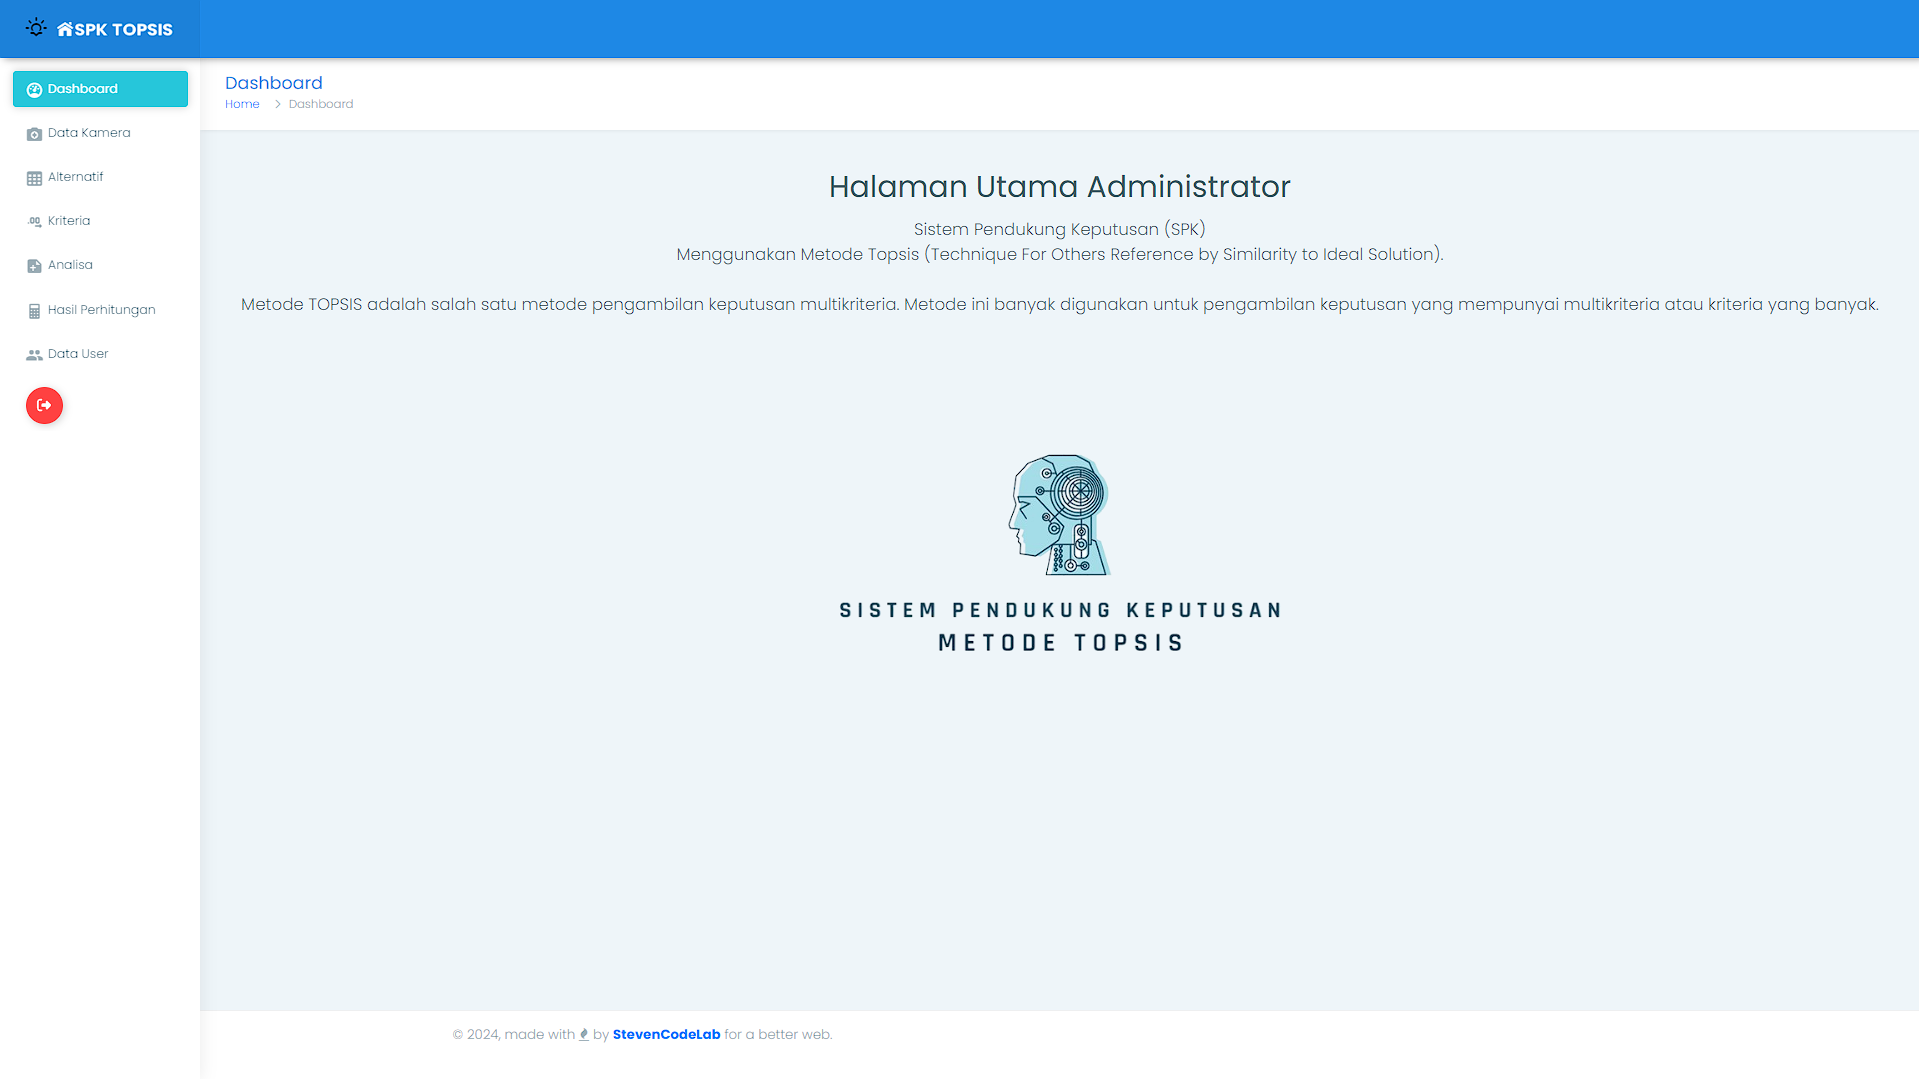 SPK TOPSIS
Dashboard
Data Kamera
Alternatif
Kriteria
Analisa
Hasil Perhitungan
Data User
Dashboard
Home > Dashboard
Halaman Utama Administrator
Sistem Pendukung Keputusan (SPK)
Menggunakan Metode Topsis (Technique For Others Reference by Similarity to Ideal Solution).
Metode TOPSIS adalah salah satu metode pengambilan keputusan multikriteria. Metode ini banyak digunakan untuk pengambilan keputusan yang mempunyai multikriteria atau kriteria yang banyak.
SISTEM PENDUKUNG KEPUTUSAN
METODE TOPSIS
© 2024, made with by StevenCodeLab for a better web.